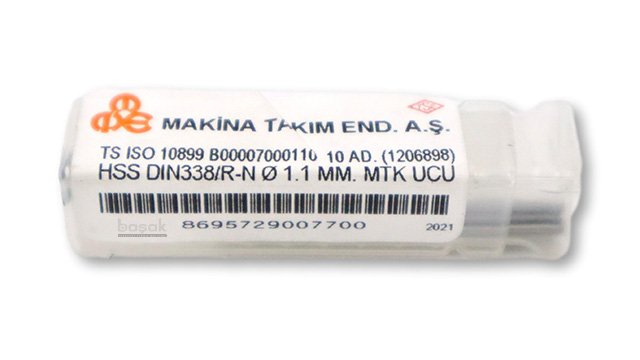 MAKİNA TAKIM END. A.Ş.
TS ISO 10899 B00007000110 10 AD. (1206898)
HSS DIN338/R-N Ø 1.1 MM. MTK UCU
başak
8695729007700
2021